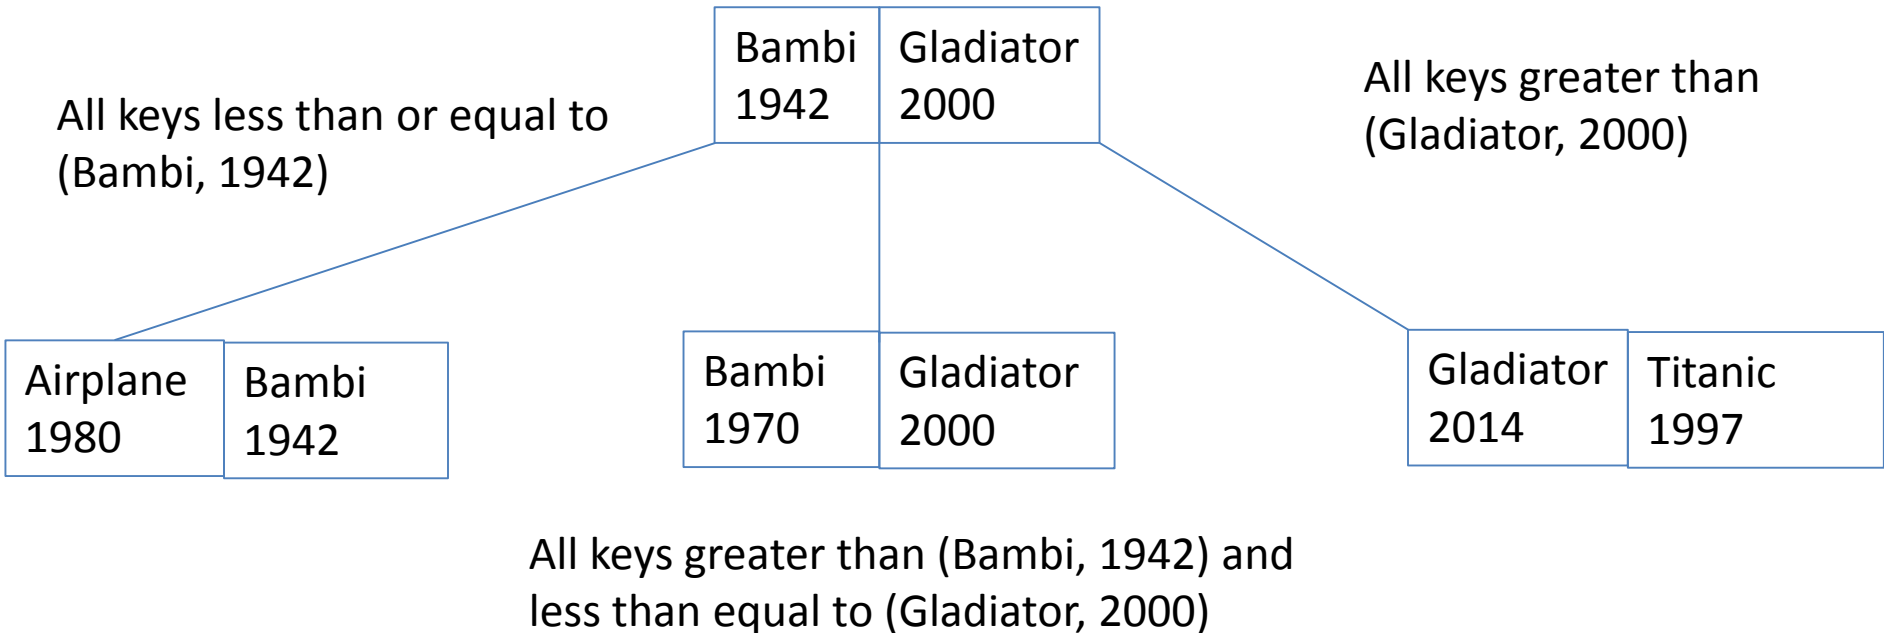 Bambi
1942
Gladiator
2000
All keys less than or equal to
(Bambi, 1942)
All keys greater than
(Gladiator, 2000)
Airplane
1980
Bambi
1942
Bambi
1970
Gladiator
2000
Gladiator
2014
Titanic
1997
All keys greater than (Bambi, 1942) and
less than equal to (Gladiator, 2000)